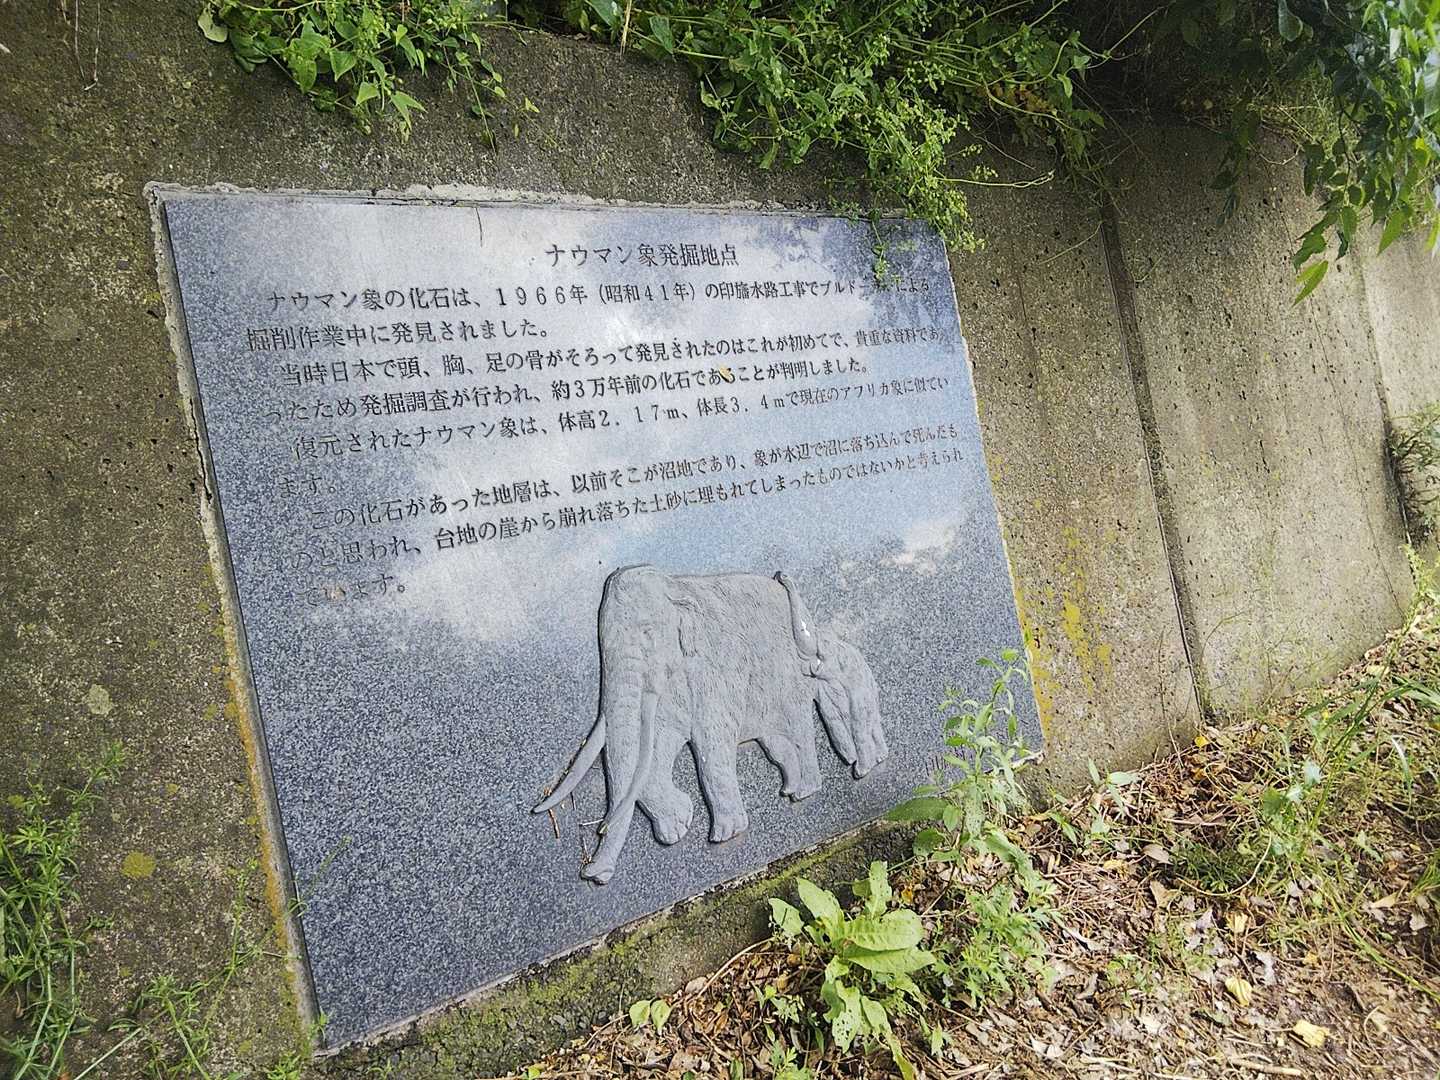 ナウマン象発掘地点
ナウマン象の化石は、1966年(昭和41年)の印旛水路工事でブルドーザーによる
掘削作業中に発見されました。
当時日本で頭、胸、足の骨がそろって発見されたのはこれが初めてで、貴重な資料であ
ったため発掘調査が行われ、約3万年前の化石であることが判明しました。
復元されたナウマン象は、体高2.17m、体長3.4mで現在のアフリカ象に似てい
ます。
この化石があった地層は、以前そこが沼地であり、象が水辺で沼に落ち込んで死んだも
のと思われ、台地の崖から崩れ落ちた土砂に埋もれてしまったものではないかと考えられ
ています。